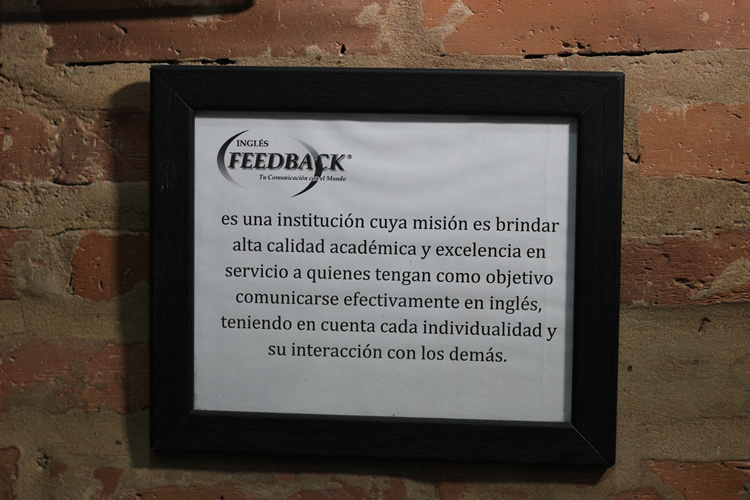 INGLÉS
FEEDBACK®
Tu Comunicación con el Mundo
es una institución cuya misión es brindar
alta calidad académica y excelencia en
servicio a quienes tengan como objetivo
comunicarse efectivamente en inglés,
teniendo en cuenta cada individualidad y
su interacción con los demás.